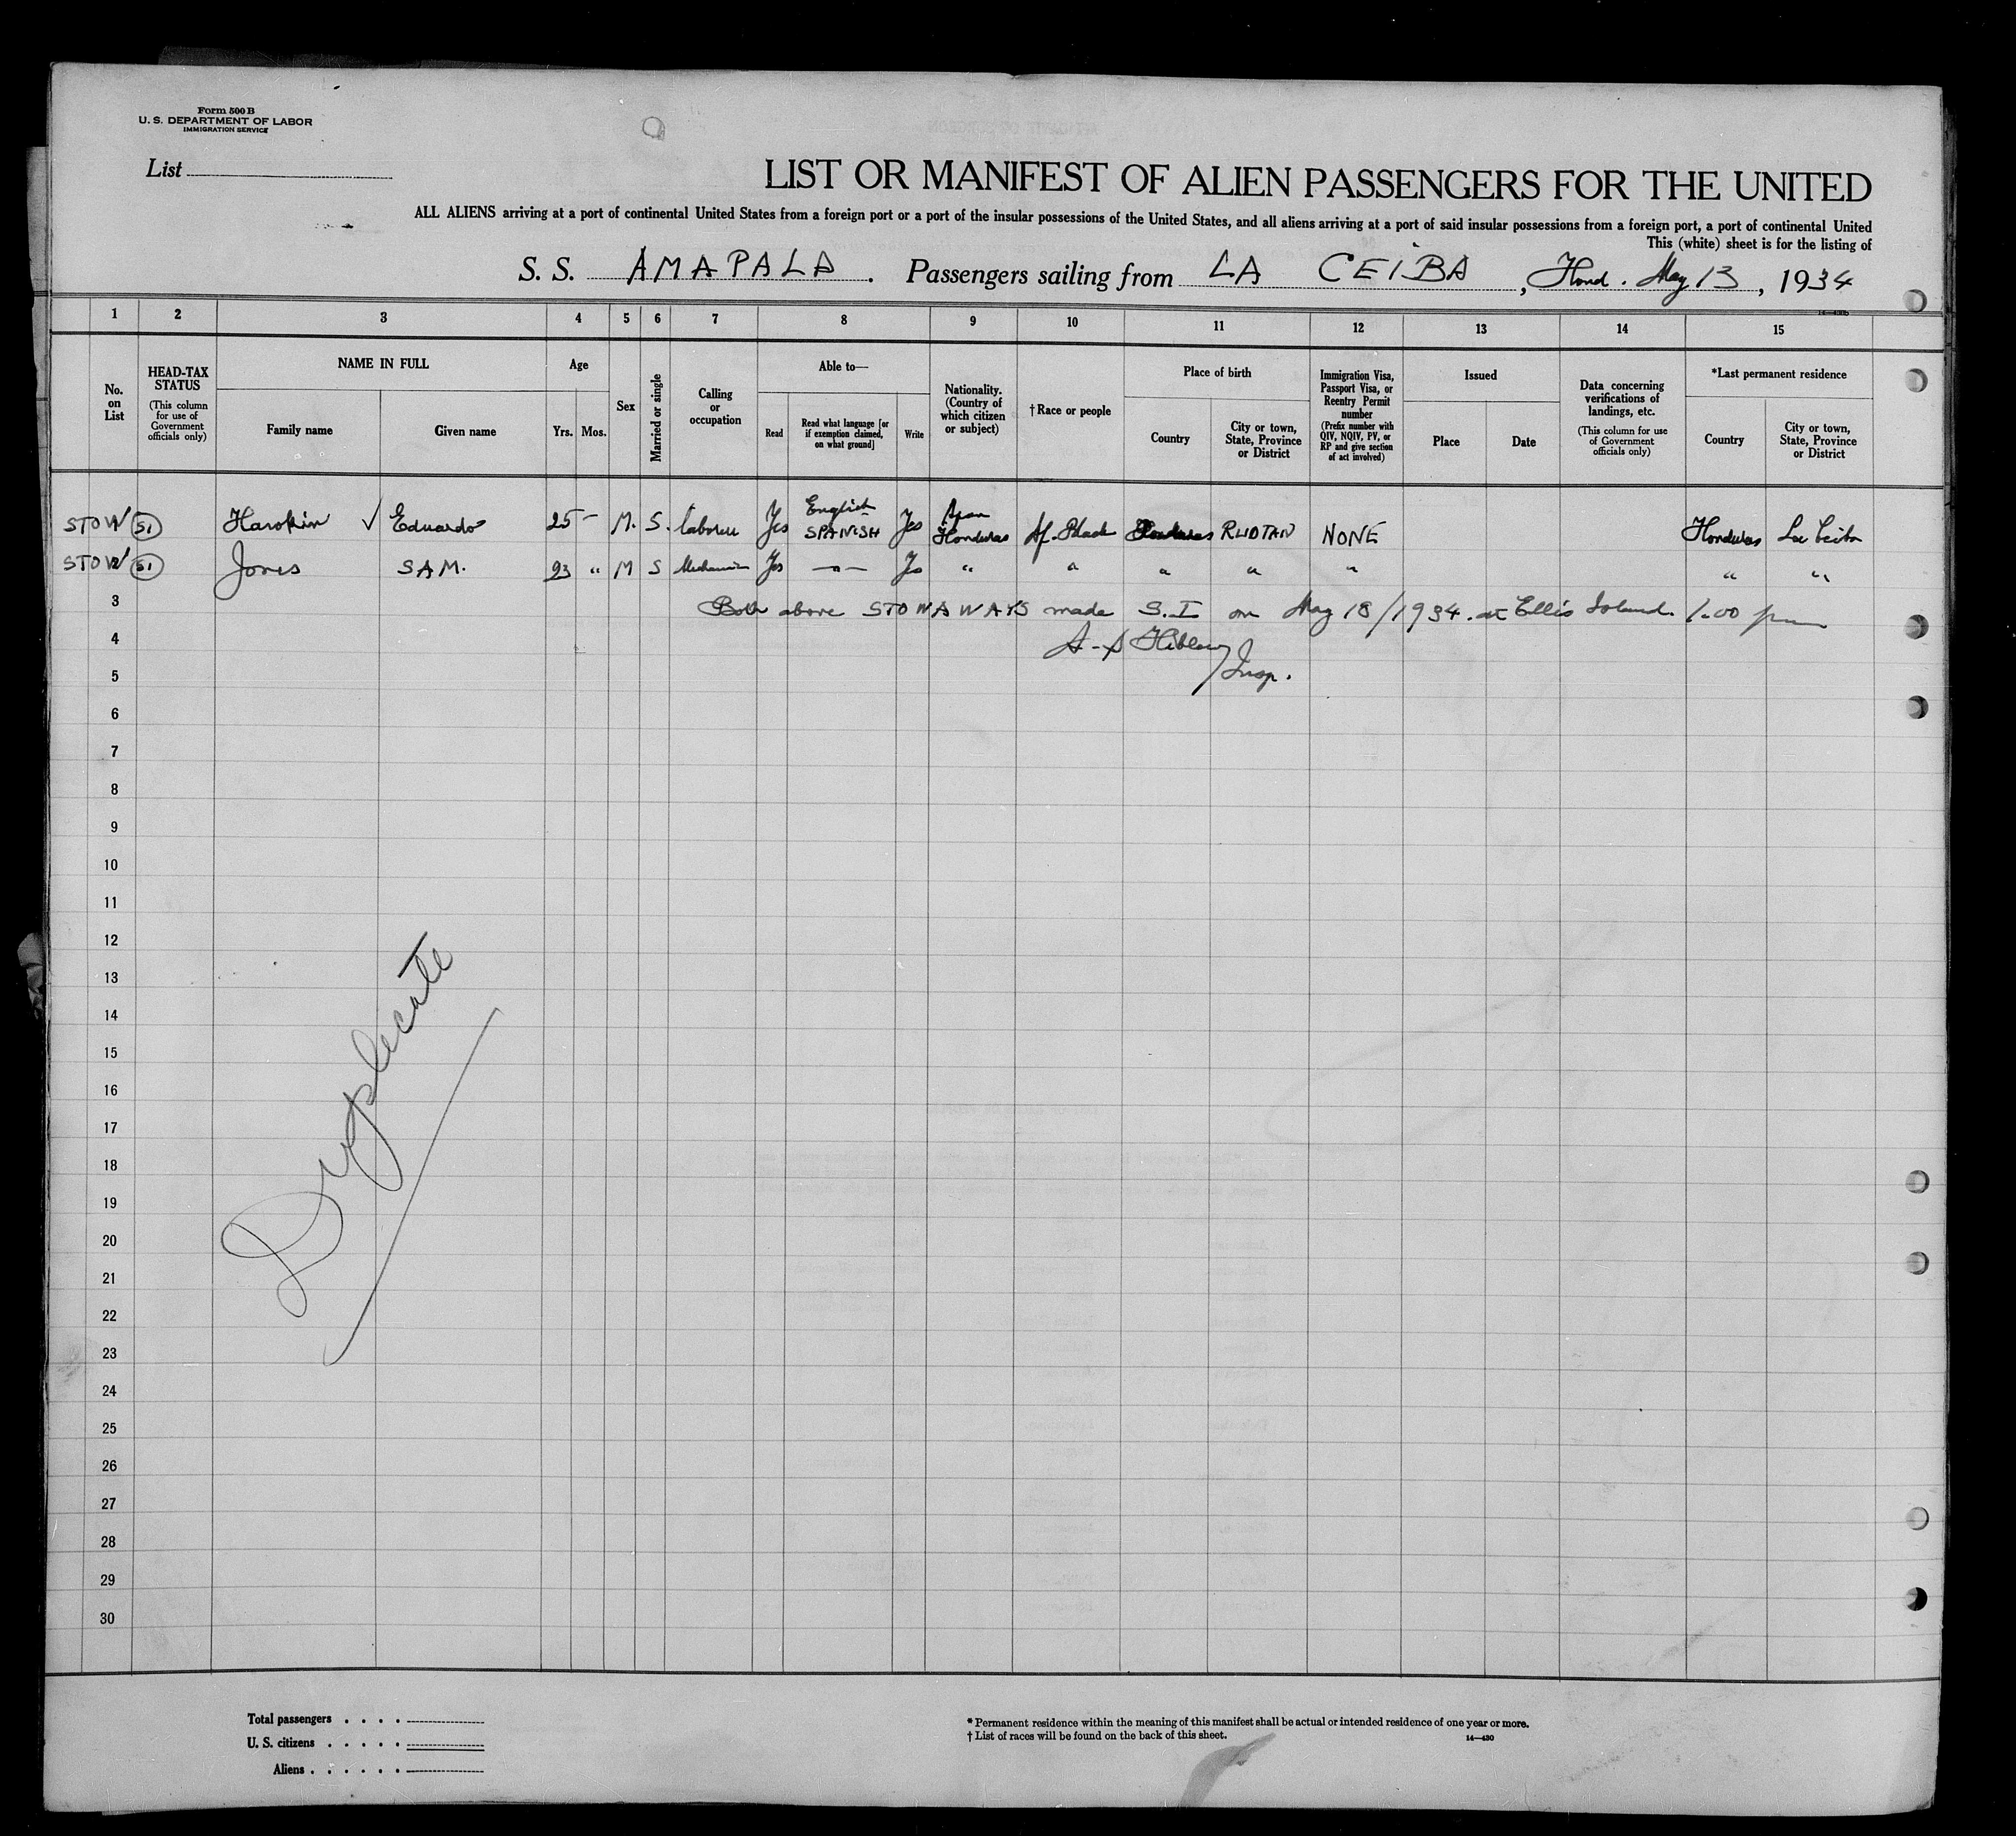 Form 500 B
U. S. DEPARTMENT OF LABOR
IMMIGRATION SERVICE
List
LIST OR MANIFEST OF ALIEN PASSENGERS FOR THE UNITED
ALL ALIENS arriving at a port of continental United States from a foreign port or a port of the insular possessions of the United States, and all aliens arriving at a port of said insular possessions from a foreign port, a port of continental United
This (white) sheet is for the listing of
S. S. AMAPALA. Passengers sailing from LA CEIBA, Hond. May 13, 1934
1 2 3 4 5 6 7 8 9 10 11 12 13 14 15
No. on List
HEAD-TAX STATUS
(This column for use of Government officials only)
NAME IN FULL
Family name
Given name
Age
Yrs. Mos.
Sex
Married or single
Calling or occupation
Able to—
Read
Read what language [or if exemption claimed, on what ground]
Write
Nationality. (Country of which citizen or subject)
† Race or people
Place of birth
Country
City or town, State, Province or District
Immigration Visa, Passport Visa, or Reentry Permit number
(Prefix number with QIV, NQIV, PV, or RP and give section of act involved)
Issued
Place
Date
Data concerning verifications of landings, etc.
(This column for use of Government officials only)
*Last permanent residence
Country
City or town, State, Province or District
STOW 1 Eduardo 25 – M. S. laborer Yes English SPANISH Yes Honduras Af. Black Honduras RUOTAN NONE Honduras La Ceiba
STOW 2 Jones SAM. 23 " M S Mechanic Yes — " — Yes " " " " " " "
3 Both above STOWAWAYS made S.I on May 18/1934. at Ellis Island. 1.00 pm
4
5 Insp.
6
7
8
9
10
11
12
13
14
15
16
17
18
19
20
21
22
23
24
25
26
27
28
29
30
Duplicate
Total passengers . . . .
U. S. citizens . . . . .
Aliens . . . . . .
* Permanent residence within the meaning of this manifest shall be actual or intended residence of one year or more.
† List of races will be found on the back of this sheet.
14—430